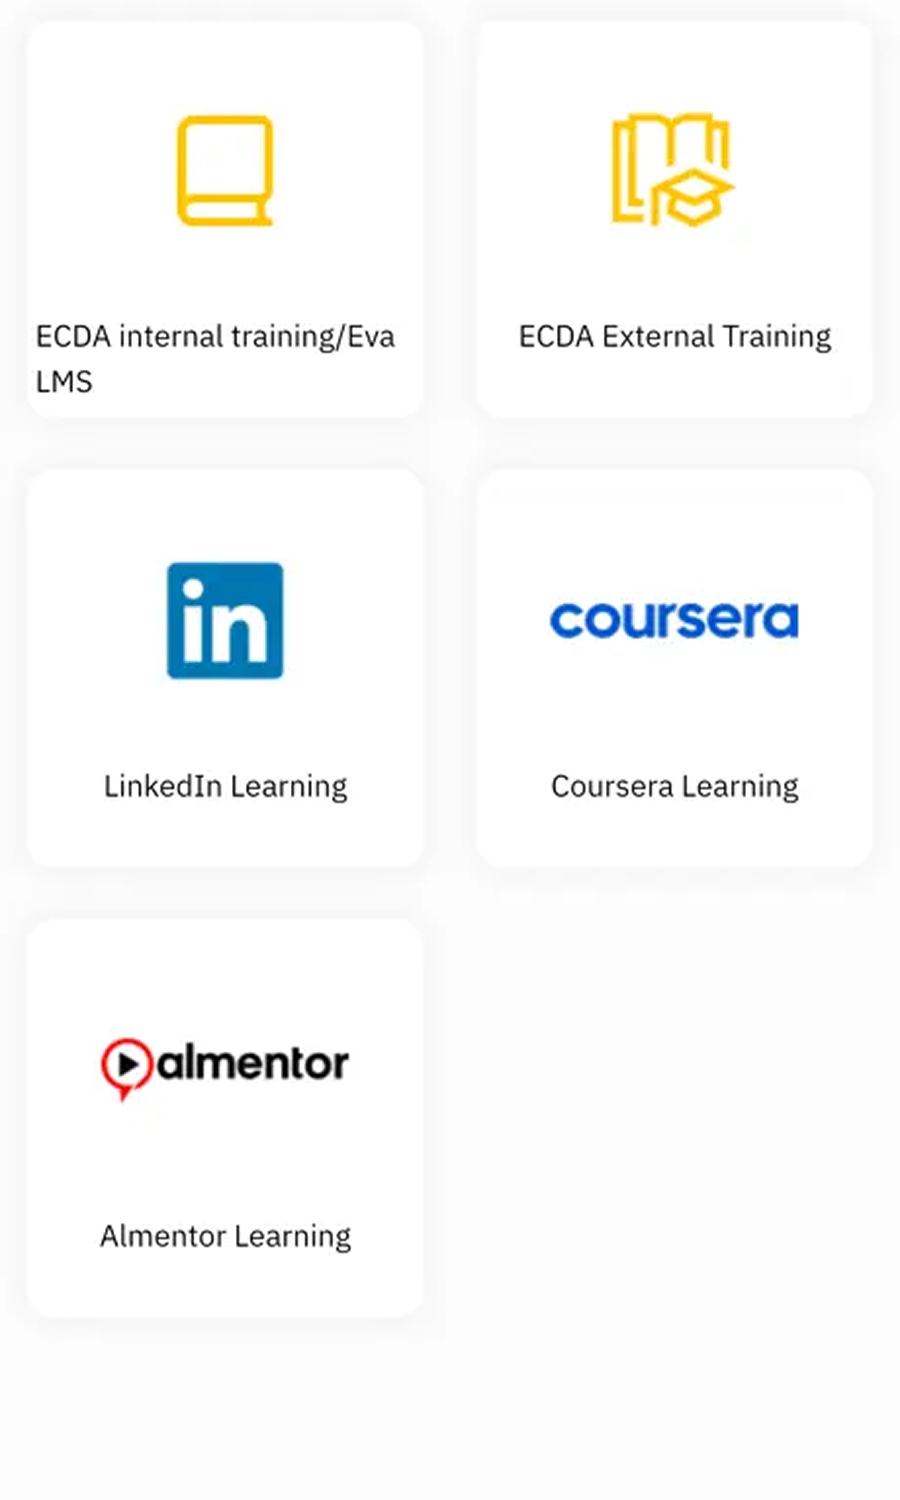 ECDA internal training/Eva
LMS
ECDA External Training
in
LinkedIn Learning
coursera
Coursera Learning
almentor
Almentor Learning